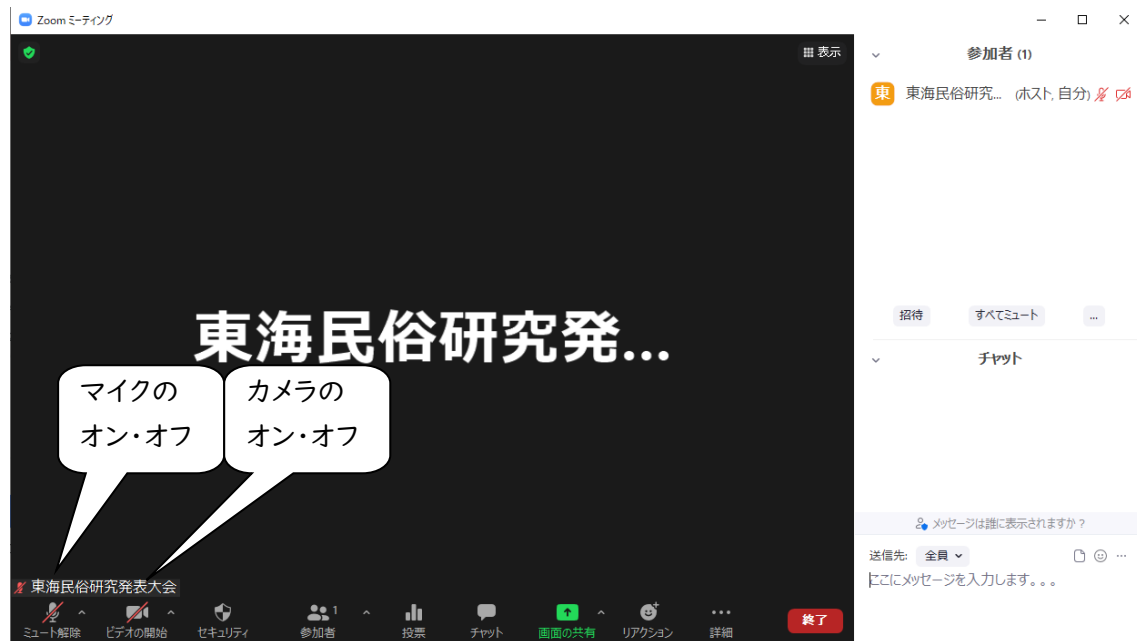 Zoom ミーティング
表示
参加者 (1)
東 東海民俗研究... (ホスト, 自分)
東海民俗研究発...
招待 すべてミュート ...
チャット
マイクの
オン・オフ
カメラの
オン・オフ
メッセージは誰に表示されますか?
送信先: 全員
ここにメッセージを入力します。。。
東海民俗研究発表大会
1
ミュート解除 ビデオの開始 セキュリティ 参加者 投票 チャット 画面の共有 リアクション 詳細 終了